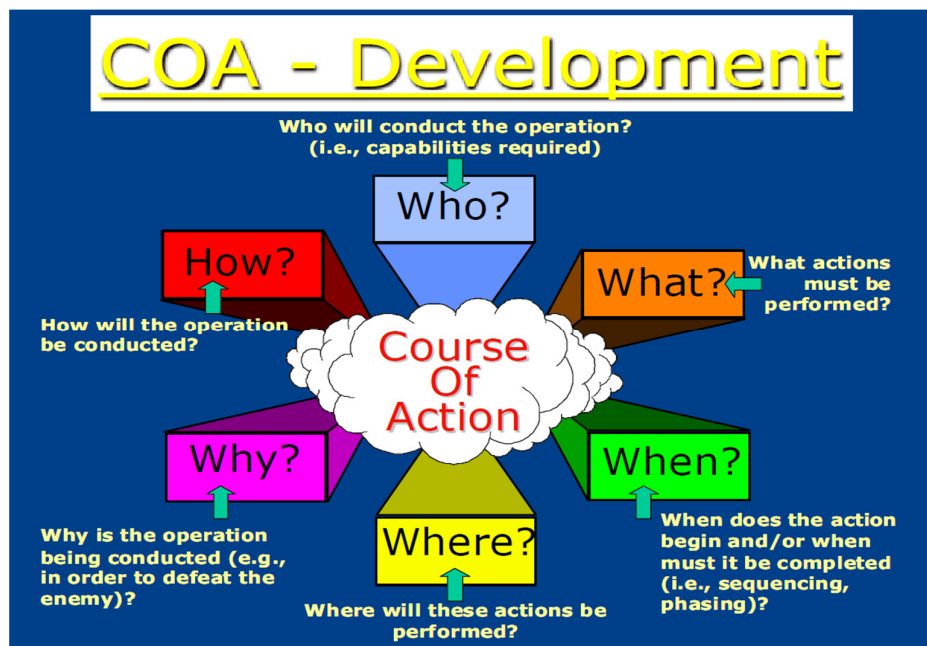 COA - Development
Who will conduct the operation?
(i.e., capabilities required)
Who?
How?
How will the operation
be conducted?
What?
What actions
must be
performed?
Course
Of
Action
Why?
Why is the operation
being conducted (e.g.,
in order to defeat the
enemy)?
Where?
Where will these actions be
performed?
When?
When does the action
begin and/or when
must it be completed
(i.e., sequencing,
phasing)?